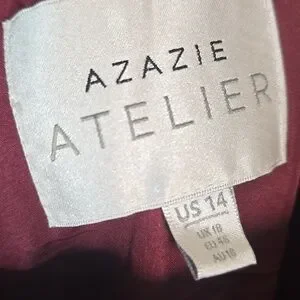 AZAZIE
ATELIER
US 14
UK 18
EU 46
AU 18